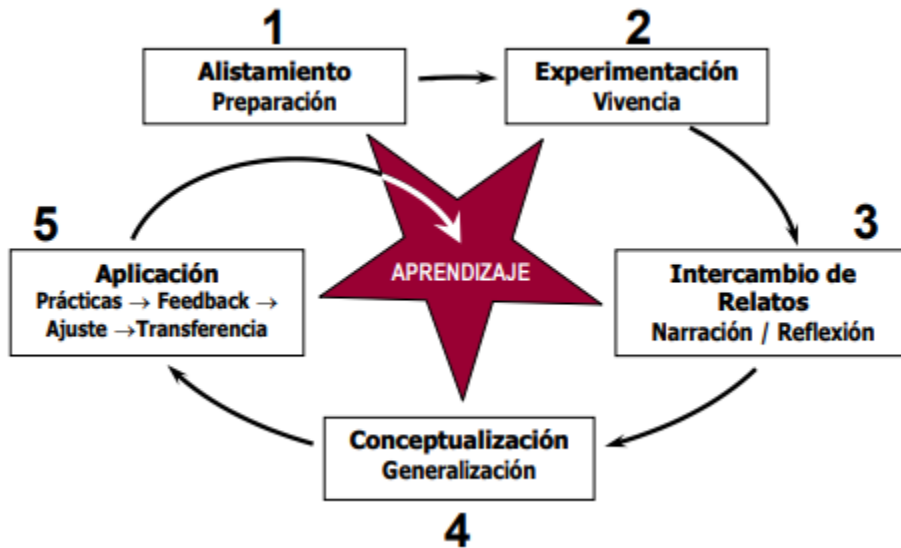 1
Alistamiento
Preparación
2
Experimentación
Vivencia
3
Intercambio de
Relatos
Narración / Reflexión
4
Conceptualización
Generalización
5
Aplicación
Prácticas → Feedback →
Ajuste →Transferencia
APRENDIZAJE